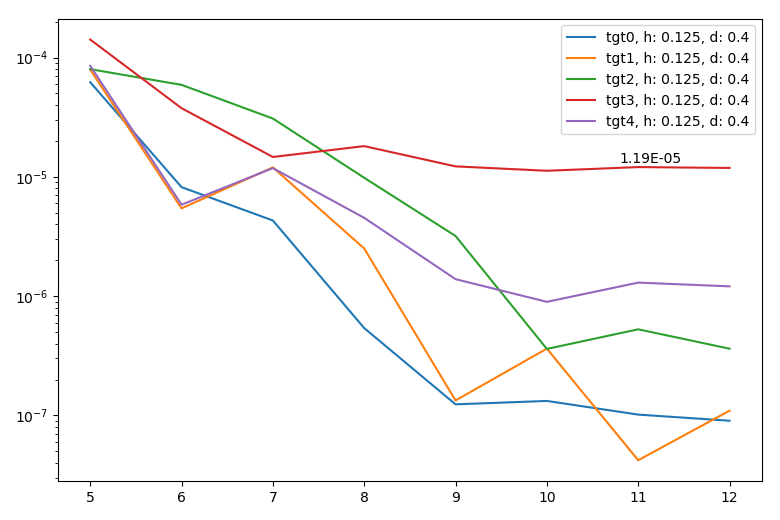 tgt0, h: 0.125, d: 0.4
tgt1, h: 0.125, d: 0.4
tgt2, h: 0.125, d: 0.4
tgt3, h: 0.125, d: 0.4
tgt4, h: 0.125, d: 0.4
1.19E-05
10⁻⁴
10⁻⁵
10⁻⁶
10⁻⁷
5 6 7 8 9 10 11 12